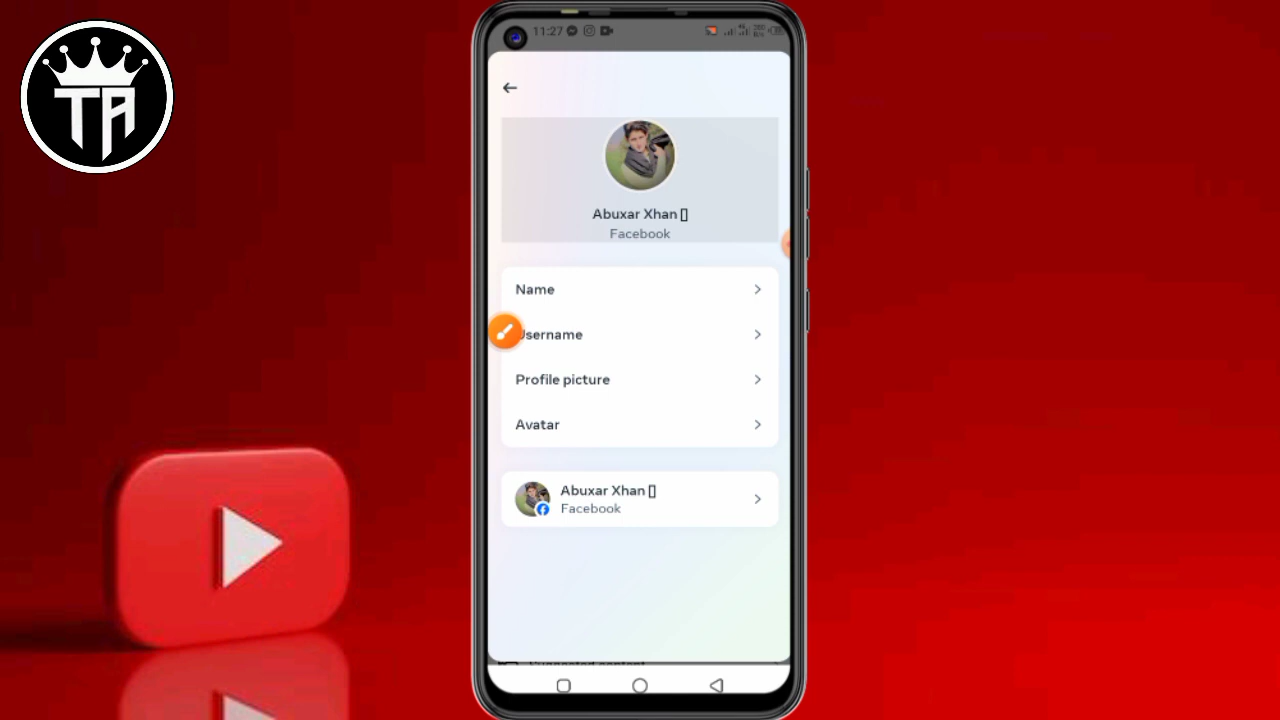 TA
11:27
Abuxar Xhan []
Facebook
Name
Username
Profile picture
Avatar
Abuxar Xhan []
Facebook